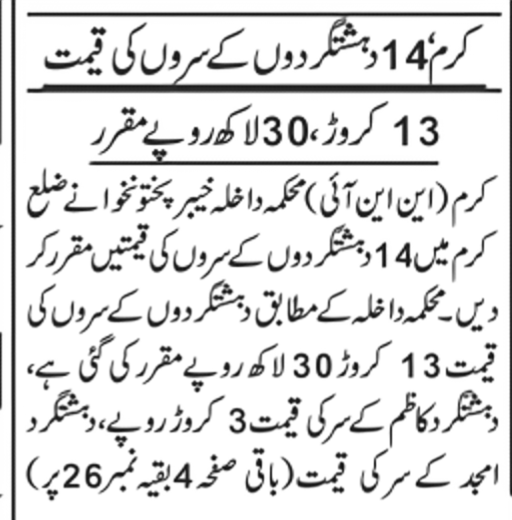 کرم، 14 دہشتگردوں کے سروں کی قیمت
13 کروڑ، 30 لاکھ روپے مقرر
کرم (این این آئی) محکمہ داخلہ خیبر پختونخوا نے ضلع
کرم میں 14 دہشتگردوں کے سروں کی قیمتیں مقرر کر
دیں۔ محکمہ داخلہ کے مطابق دہشتگردوں کے سروں کی
قیمت 13 کروڑ 30 لاکھ روپے مقرر کی گئی ہے،
دہشتگرد کاظم کے سر کی قیمت 3 کروڑ روپے، دہشتگرد
امجد کے سر کی قیمت (باقی صفحہ 4 بقیہ نمبر 26 پر)